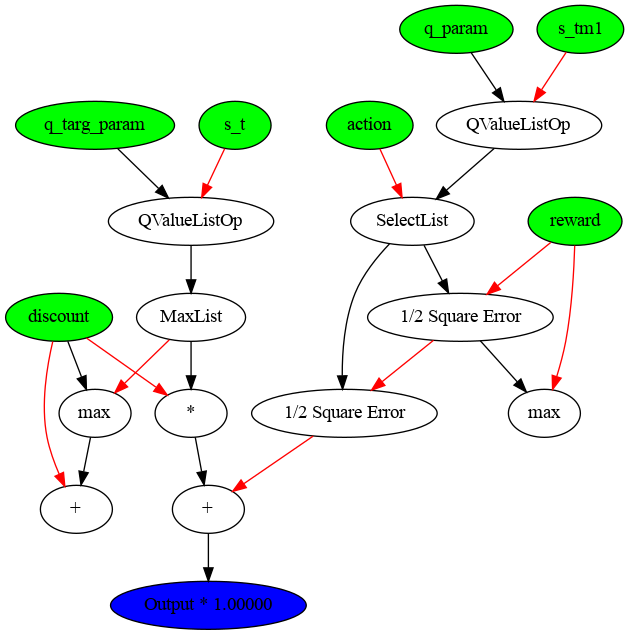 q_param
s_tm1
q_targ_param
s_t
action
QValueListOp
QValueListOp
SelectList
reward
discount
MaxList
1/2 Square Error
max
*
1/2 Square Error
max
+
+
Output * 1.00000